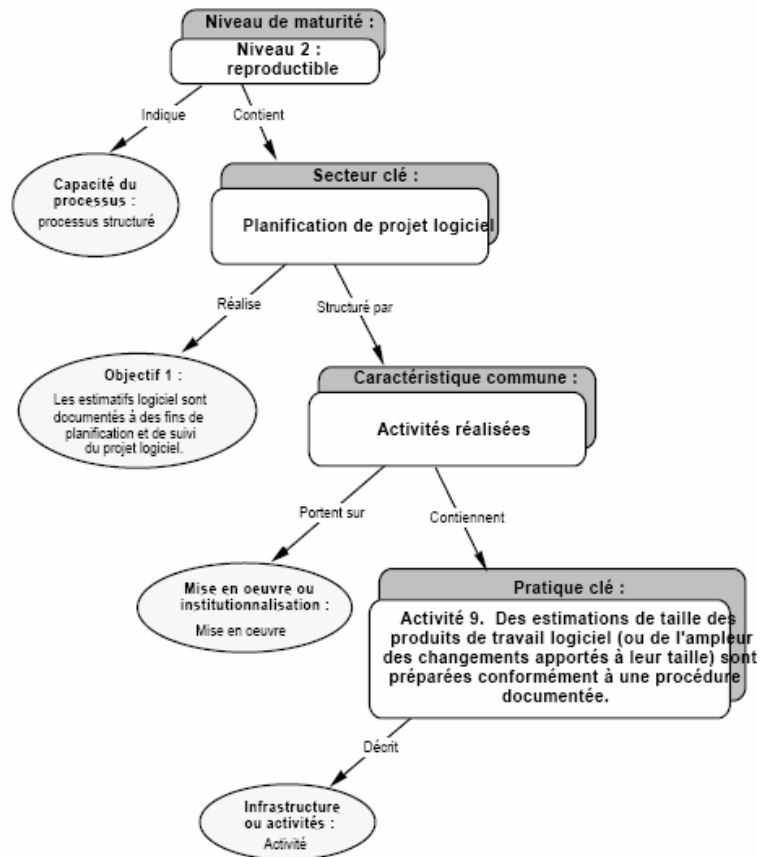 Niveau de maturité :
Niveau 2 :
reproductible
Indique
Contient
Capacité du
processus :
processus structuré
Secteur clé :
Planification de projet logiciel
Réalise
Structuré par
Objectif 1 :
Les estimatifs logiciel sont
documentés à des fins de
planification et de suivi
du projet logiciel.
Caractéristique commune :
Activités réalisées
Portent sur
Contiennent
Mise en oeuvre ou
institutionnalisation :
Mise en oeuvre
Pratique clé :
Activité 9. Des estimations de taille des
produits de travail logiciel (ou de l'ampleur
des changements apportés à leur taille) sont
préparées conformément à une procédure
documentée.
Décrit
Infrastructure
ou activités :
Activité